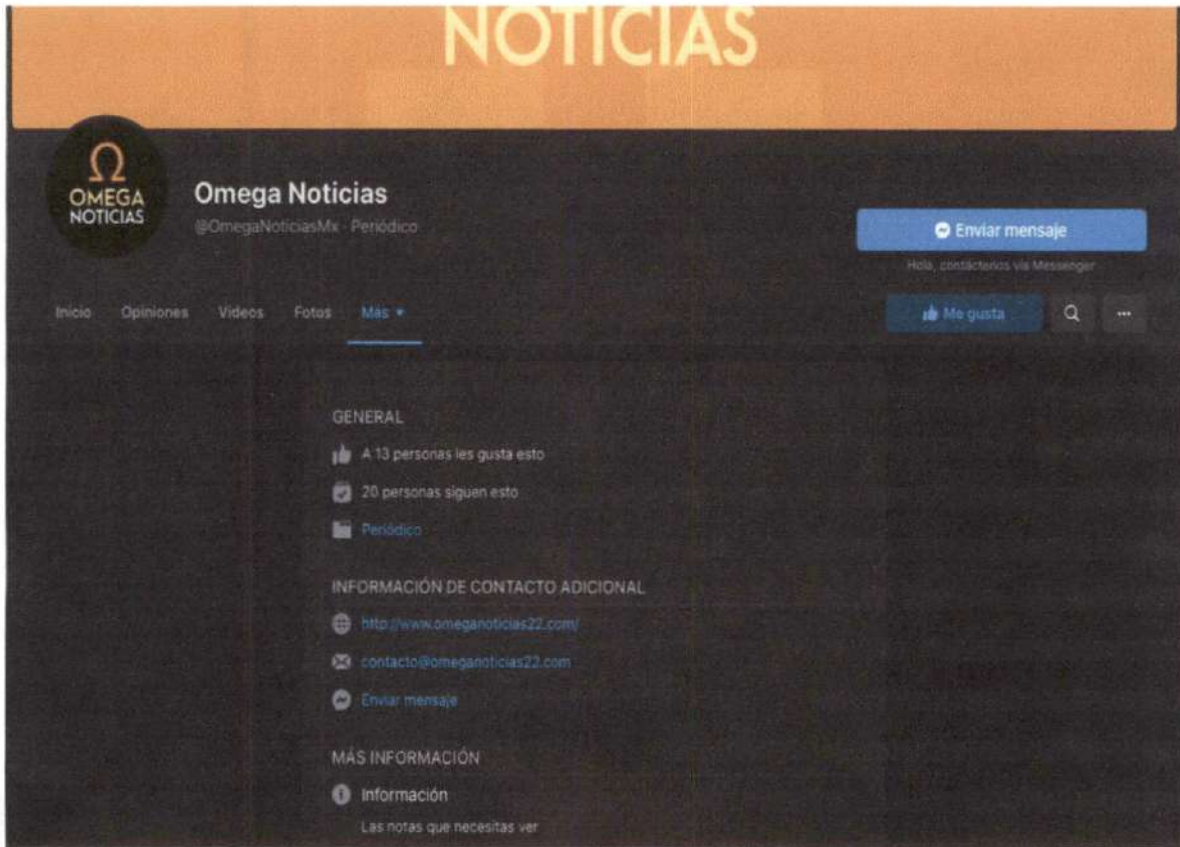 NOTICIAS
Ω
OMEGA
NOTICIAS
Omega Noticias
@OmegaNoticiasMx · Periódico
Enviar mensaje
Hola, contáctenos vía Messenger
Inicio Opiniones Videos Fotos Más
Me gusta
GENERAL
A 13 personas les gusta esto
20 personas siguen esto
Periódico
INFORMACIÓN DE CONTACTO ADICIONAL
http://www.omeganoticias22.com/
contacto@omeganoticias22.com
Enviar mensaje
MÁS INFORMACIÓN
Información
Las notas que necesitas ver